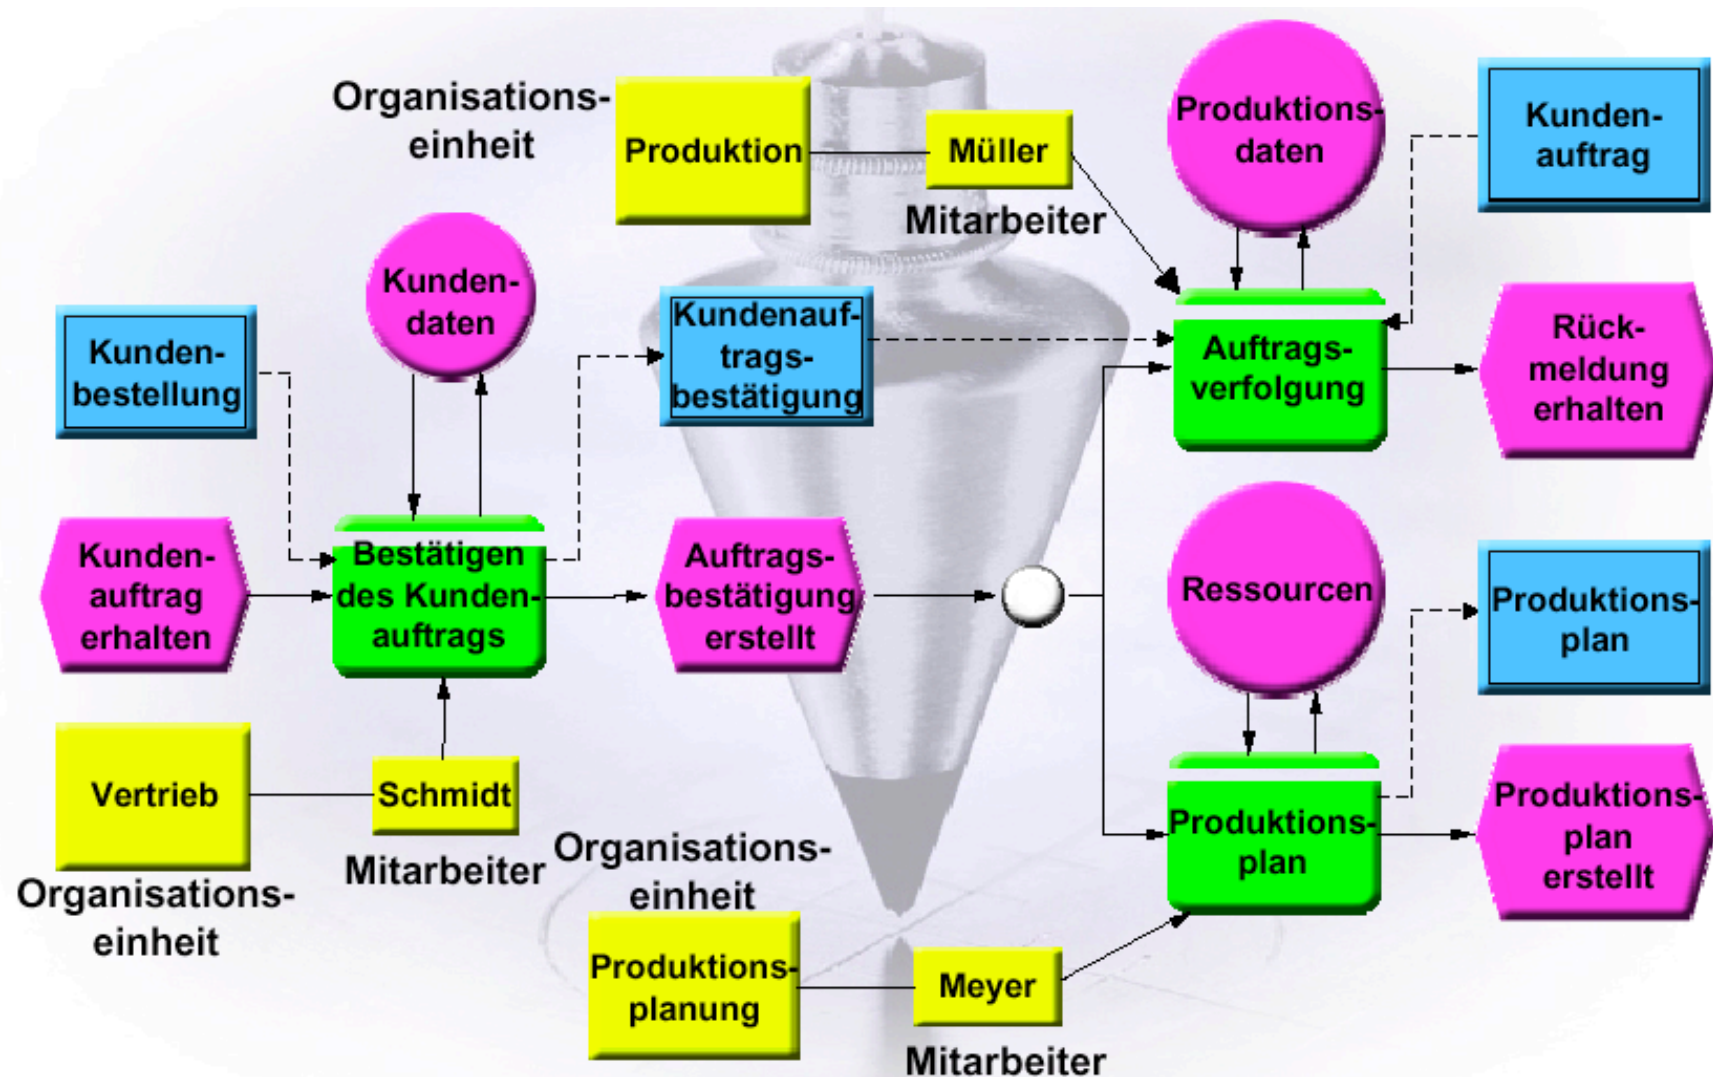 Organisations-
einheit
Produktion
Müller
Mitarbeiter
Produktions-
daten
Kunden-
auftrag
Kunden-
daten
Kunden-
bestellung
Kundenauf-
trags-
bestätigung
Auftrags-
verfolgung
Rück-
meldung
erhalten
Kunden-
auftrag
erhalten
Bestätigen
des Kunden-
auftrags
Auftrags-
bestätigung
erstellt
Ressourcen
Produktions-
plan
Vertrieb
Schmidt
Mitarbeiter
Organisations-
einheit
Organisations-
einheit
Produktions-
plan
Produktions-
plan
erstellt
Produktions-
planung
Meyer
Mitarbeiter